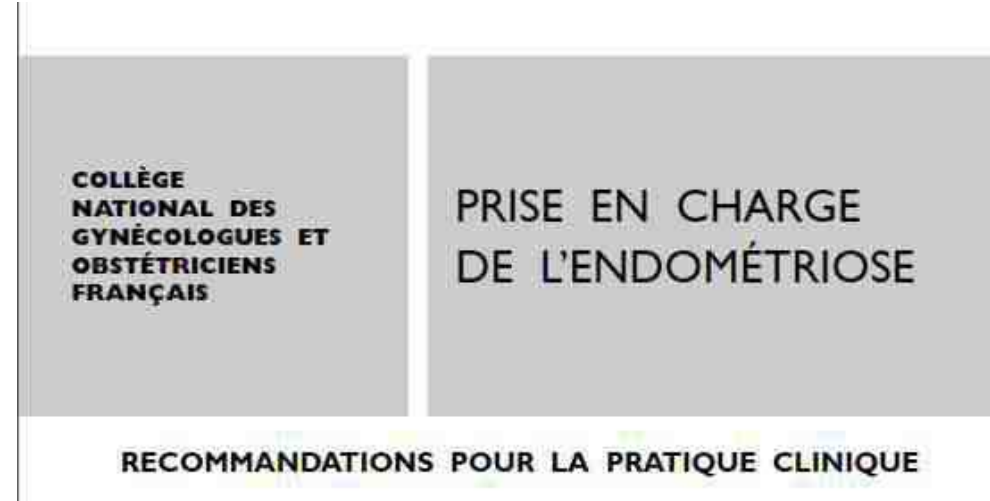 COLLÈGE
NATIONAL DES
GYNÉCOLOGUES ET
OBSTÉTRICIENS
FRANÇAIS
PRISE EN CHARGE
DE L'ENDOMÉTRIOSE
RECOMMANDATIONS POUR LA PRATIQUE CLINIQUE